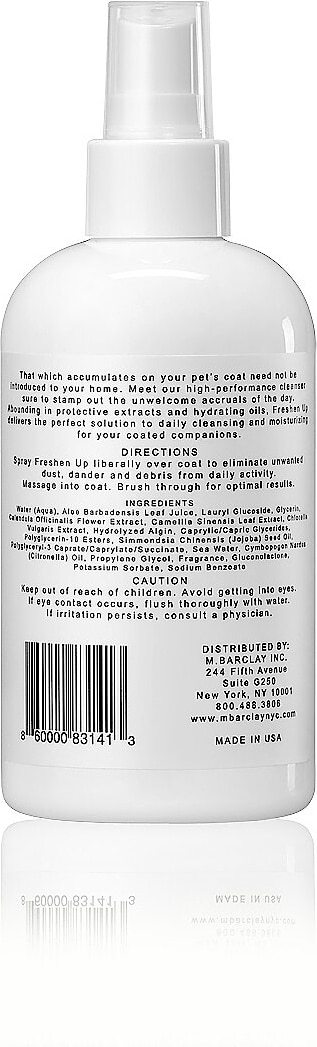 That which accumulates on your pet's coat need not be
introduced to your home. Meet our high-performance cleanser
sure to stamp out the unwelcome accruals of the day.
Abounding in protective extracts and hydrating oils, Freshen Up
delivers the perfect solution to daily cleansing and moisturizing
for your coated companions.
DIRECTIONS
Spray Freshen Up liberally over coat to eliminate unwanted
dust, dander and debris from daily activity.
Massage into coat. Brush through for optimal results.
INGREDIENTS
Water (Aqua), Aloe Barbadensis Leaf Juice, Lauryl Glucoside, Glycerin,
Calendula Officinalis Flower Extract, Camellia Sinensis Leaf Extract, Chlorella
Vulgaris Extract, Hydrolyzed Algin, Caprylic/Capric Glycerides,
Polyglycerin-10 Esters, Simmondsia Chinensis (Jojoba) Seed Oil,
Polyglyceryl-3 Caprate/Caprylate/Succinate, Sea Water, Cymbopogon Nardus
(Citronella) Oil, Propylene Glycol, Fragrance, Gluconolactone,
Potassium Sorbate, Sodium Benzoate
CAUTION
Keep out of reach of children. Avoid getting into eyes.
If eye contact occurs, flush thoroughly with water.
If irritation persists, consult a physician.
DISTRIBUTED BY:
M.BARCLAY INC.
244 Fifth Avenue
Suite G250
New York, NY 10001
800.488.3806
www.mbarclaynyc.com
MADE IN USA
8 60000 83141 3